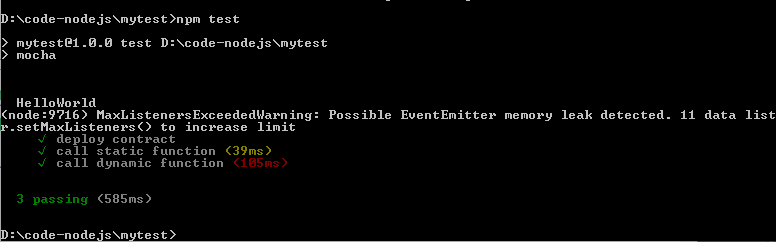 D:\code-nodejs\mytest>npm test
> mytest@1.0.0 test D:\code-nodejs\mytest
> mocha
HelloWorld
(node:9716) MaxListenersExceededWarning: Possible EventEmitter memory leak detected. 11 data list
r.setMaxListeners() to increase limit
√ deploy contract
√ call static function (39ms)
√ call dynamic function (105ms)
3 passing (585ms)
D:\code-nodejs\mytest>